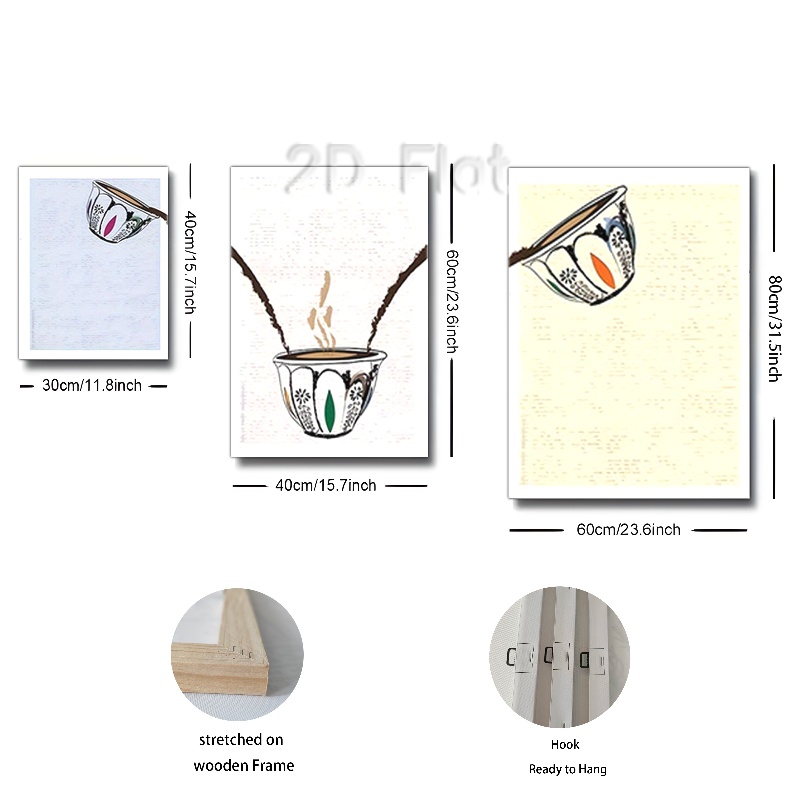 2D Flat
40cm/15.7inch
30cm/11.8inch
60cm/23.6inch
40cm/15.7inch
80cm/31.5inch
60cm/23.6inch
stretched on
wooden Frame
Hook
Ready to Hang